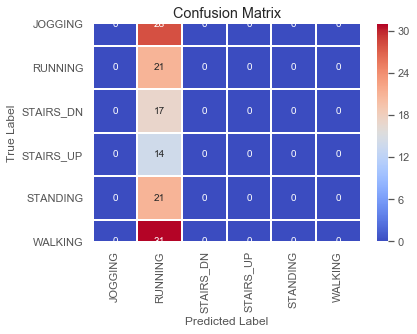 Confusion Matrix
True Label
JOGGING 0 28 0 0 0 0
RUNNING 0 21 0 0 0 0
STAIRS_DN 0 17 0 0 0 0
STAIRS_UP 0 14 0 0 0 0
STANDING 0 21 0 0 0 0
WALKING 0 31 0 0 0 0
JOGGING
RUNNING
STAIRS_DN
STAIRS_UP
STANDING
WALKING
Predicted Label
30
24
18
12
6
0